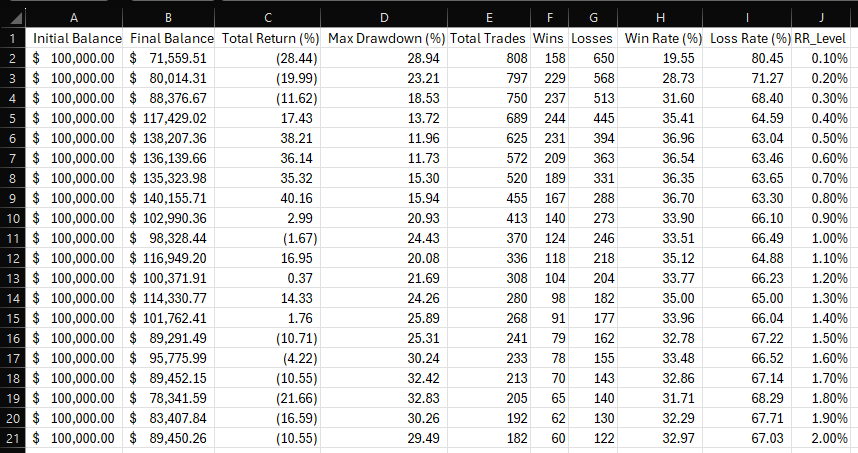 A B C D E F G H I J
1 Initial Balance Final Balance Total Return (%) Max Drawdown (%) Total Trades Wins Losses Win Rate (%) Loss Rate (%) RR_Level
2 $ 100,000.00 $ 71,559.51 (28.44) 28.94 808 158 650 19.55 80.45 0.10%
3 $ 100,000.00 $ 80,014.31 (19.99) 23.21 797 229 568 28.73 71.27 0.20%
4 $ 100,000.00 $ 88,376.67 (11.62) 18.53 750 237 513 31.60 68.40 0.30%
5 $ 100,000.00 $ 117,429.02 17.43 13.72 689 244 445 35.41 64.59 0.40%
6 $ 100,000.00 $ 138,207.36 38.21 11.96 625 231 394 36.96 63.04 0.50%
7 $ 100,000.00 $ 136,139.66 36.14 11.73 572 209 363 36.54 63.46 0.60%
8 $ 100,000.00 $ 135,323.98 35.32 15.30 520 189 331 36.35 63.65 0.70%
9 $ 100,000.00 $ 140,155.71 40.16 15.94 455 167 288 36.70 63.30 0.80%
10 $ 100,000.00 $ 102,990.36 2.99 20.93 413 140 273 33.90 66.10 0.90%
11 $ 100,000.00 $ 98,328.44 (1.67) 24.43 370 124 246 33.51 66.49 1.00%
12 $ 100,000.00 $ 116,949.20 16.95 20.08 336 118 218 35.12 64.88 1.10%
13 $ 100,000.00 $ 100,371.91 0.37 21.69 308 104 204 33.77 66.23 1.20%
14 $ 100,000.00 $ 114,330.77 14.33 24.26 280 98 182 35.00 65.00 1.30%
15 $ 100,000.00 $ 101,762.41 1.76 25.89 268 91 177 33.96 66.04 1.40%
16 $ 100,000.00 $ 89,291.49 (10.71) 25.31 241 79 162 32.78 67.22 1.50%
17 $ 100,000.00 $ 95,775.99 (4.22) 30.24 233 78 155 33.48 66.52 1.60%
18 $ 100,000.00 $ 89,452.15 (10.55) 32.42 213 70 143 32.86 67.14 1.70%
19 $ 100,000.00 $ 78,341.59 (21.66) 32.83 205 65 140 31.71 68.29 1.80%
20 $ 100,000.00 $ 83,407.84 (16.59) 30.26 192 62 130 32.29 67.71 1.90%
21 $ 100,000.00 $ 89,450.26 (10.55) 29.49 182 60 122 32.97 67.03 2.00%